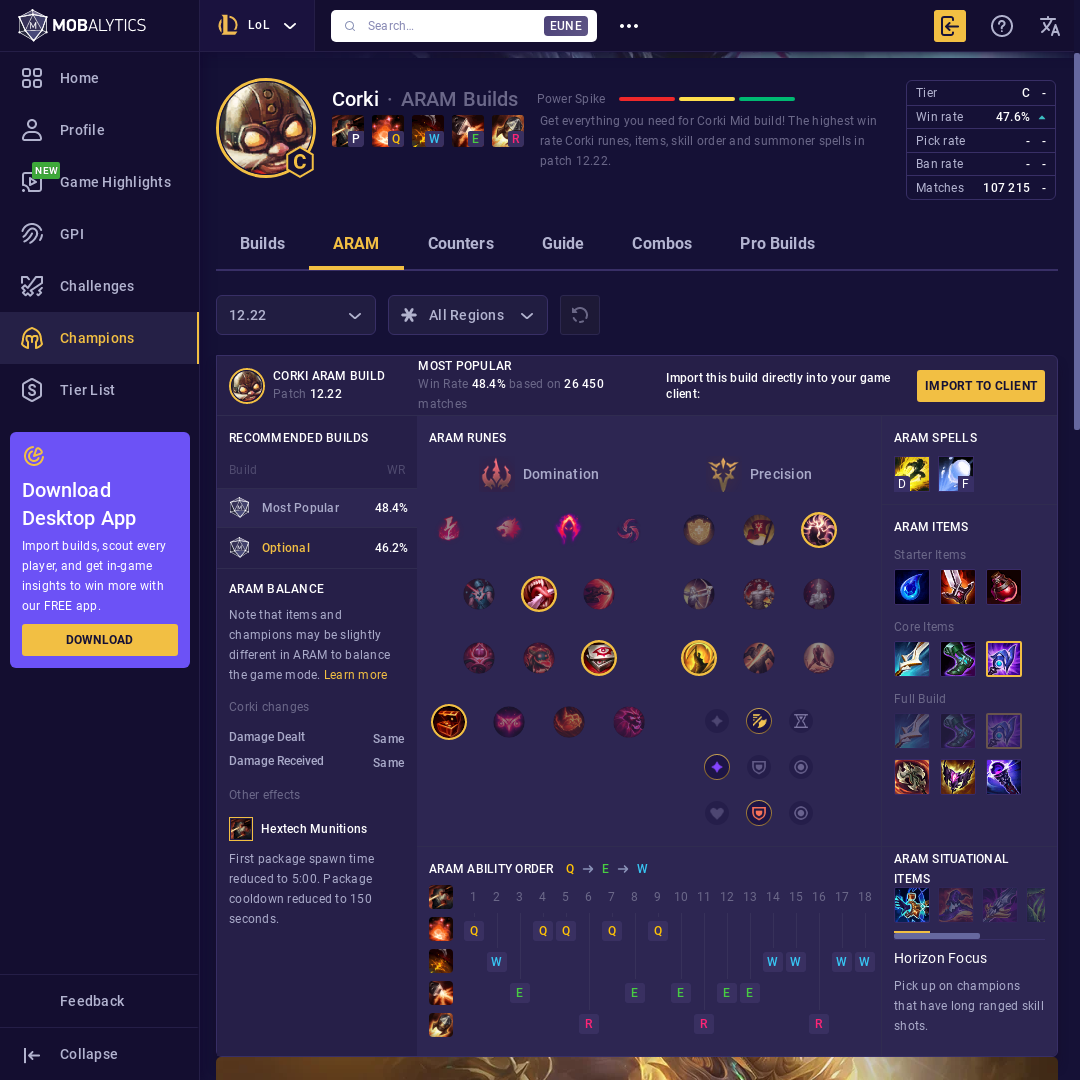 MOBALYTICS
LoL
Search...
EUNE
Home
Profile
NEW
Game Highlights
GPI
Challenges
Champions
Tier List
Download
Desktop App
Import builds, scout every
player, and get in-game
insights to win more with
our FREE app.
DOWNLOAD
Feedback
Collapse
C
Corki · ARAM Builds
P Q W E R
Power Spike
Get everything you need for Corki Mid build! The highest win
rate Corki runes, items, skill order and summoner spells in
patch 12.22.
Tier C -
Win rate 47.6%
Pick rate - -
Ban rate - -
Matches 107 215 -
Builds ARAM Counters Guide Combos Pro Builds
12.22
All Regions
CORKI ARAM BUILD
Patch 12.22
MOST POPULAR
Win Rate 48.4% based on 26 450
matches
Import this build directly into your game
client:
IMPORT TO CLIENT
RECOMMENDED BUILDS
Build WR
Most Popular 48.4%
Optional 46.2%
ARAM BALANCE
Note that items and
champions may be slightly
different in ARAM to balance
the game mode. Learn more
Corki changes
Damage Dealt Same
Damage Received Same
Other effects
Hextech Munitions
First package spawn time
reduced to 5:00. Package
cooldown reduced to 150
seconds.
ARAM RUNES
Domination
Precision
ARAM ABILITY ORDER Q E W
1 2 3 4 5 6 7 8 9 10 11 12 13 14 15 16 17 18
Q Q Q Q Q
W W W W W
E E E E E
R R R
ARAM SPELLS
D F
ARAM ITEMS
Starter Items
Core Items
Full Build
ARAM SITUATIONAL
ITEMS
Horizon Focus
Pick up on champions
that have long ranged skill
shots.